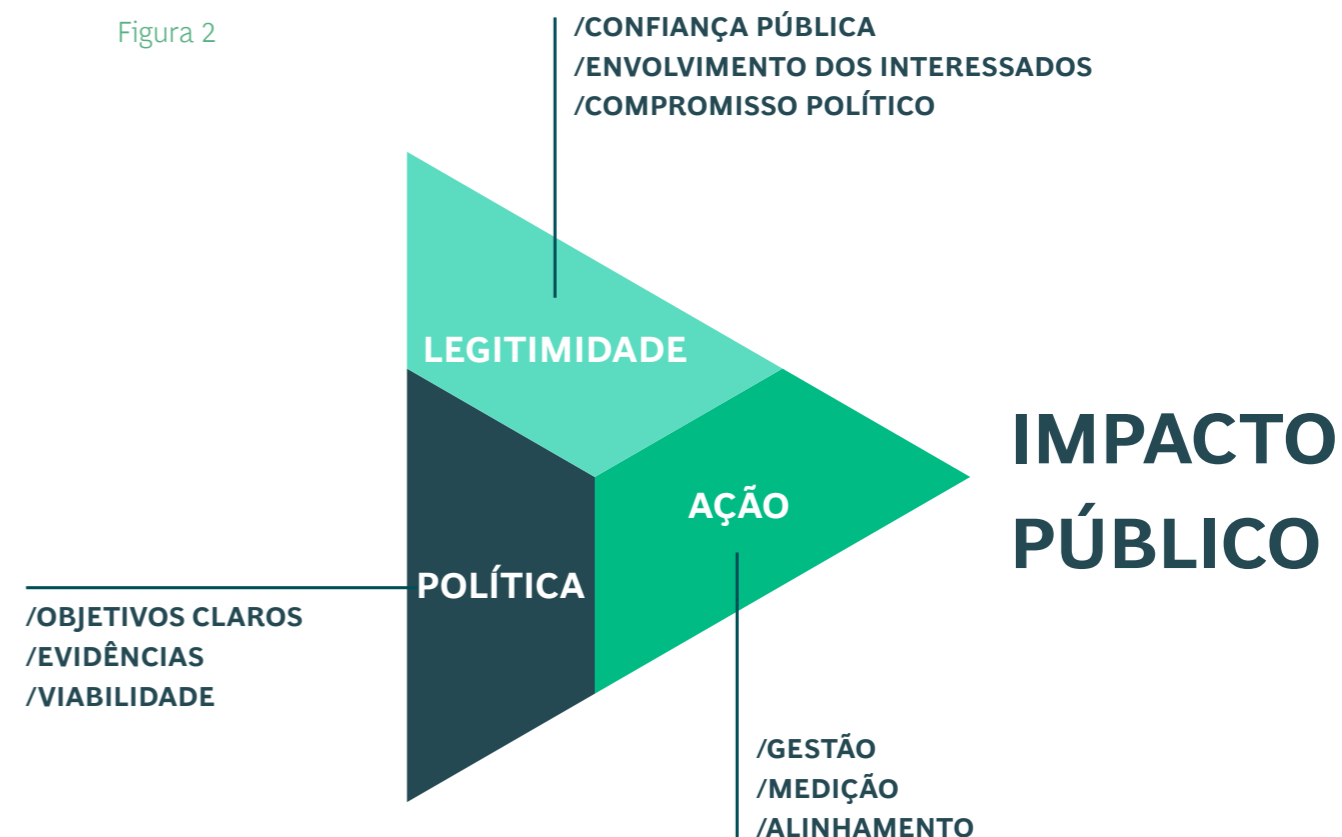 Figura 2
/CONFIANÇA PÚBLICA
/ENVOLVIMENTO DOS INTERESSADOS
/COMPROMISSO POLÍTICO
LEGITIMIDADE
AÇÃO
IMPACTO
PÚBLICO
POLÍTICA
/OBJETIVOS CLAROS
/EVIDÊNCIAS
/VIABILIDADE
/GESTÃO
/MEDIÇÃO
/ALINHAMENTO